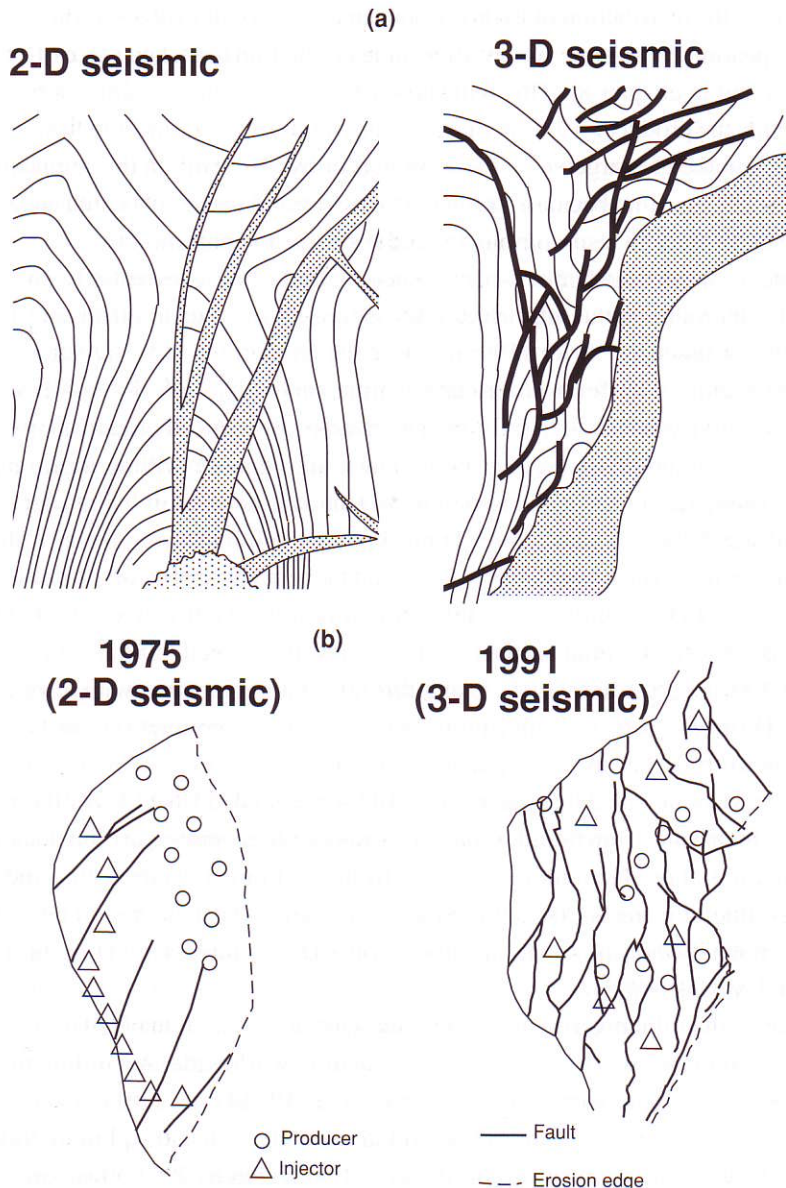 (a)
2-D seismic
3-D seismic
(b)
1975
(2-D seismic)
1991
(3-D seismic)
Producer
Injector
Fault
Erosion edge